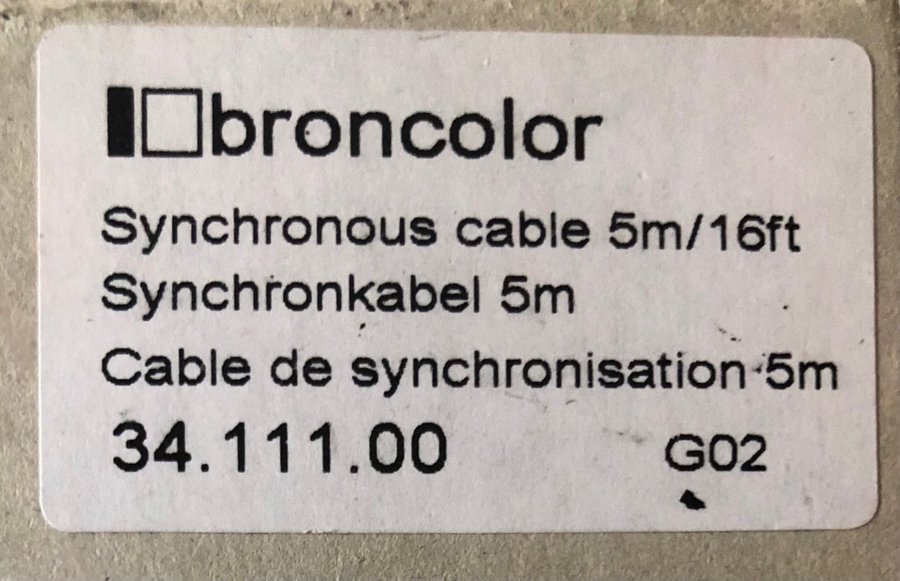 broncolor
Synchronous cable 5m/16ft
Synchronkabel 5m
Cable de synchronisation 5m
34.111.00 G02